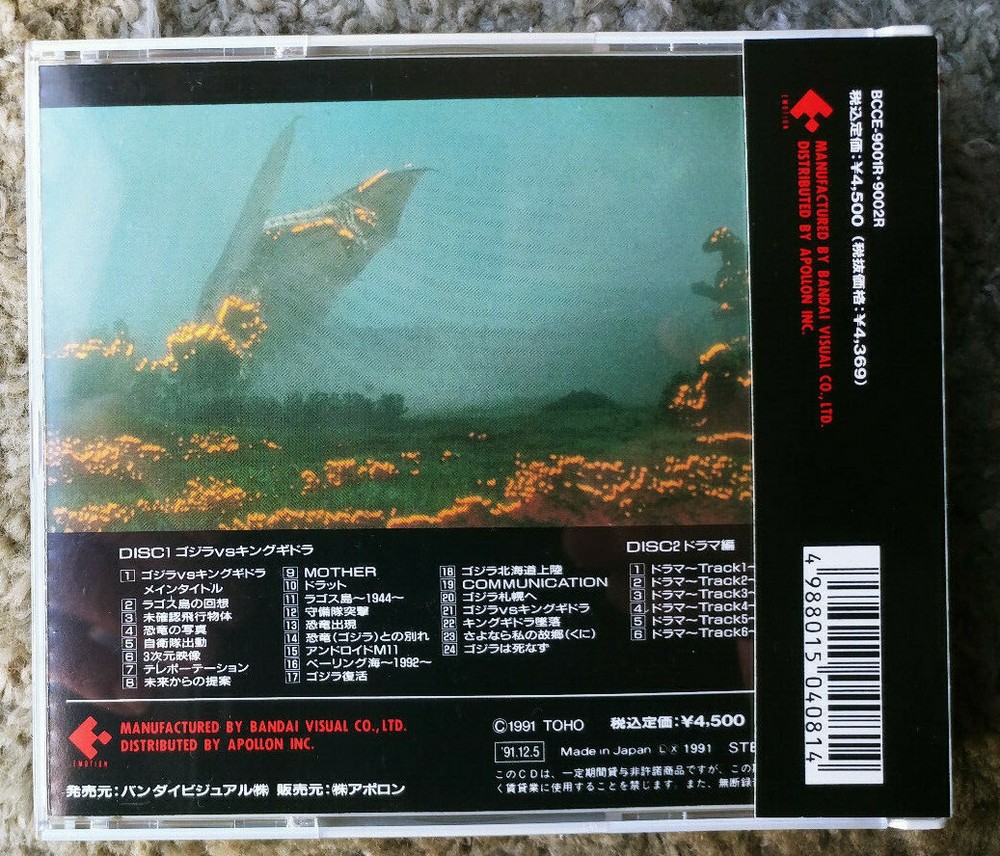 BCCE-9001R・9002R
税込定価:¥4,500(税抜価格:¥4,369)
MANUFACTURED BY BANDAI VISUAL CO., LTD.
DISTRIBUTED BY APOLLON INC.
EMOTION
4 988015 040814
DISC1 ゴジラvsキングギドラ
1 ゴジラvsキングギドラ
メインタイトル
2 ラゴス島の回想
3 未確認飛行物体
4 恐竜の写真
5 自衛隊出動
6 3次元映像
7 テレポーテーション
8 未来からの提案
9 MOTHER
10 ドラット
11 ラゴス島~1944~
12 守備隊突撃
13 恐竜出現
14 恐竜(ゴジラ)との別れ
15 アンドロイドM11
16 ベーリング海~1992~
17 ゴジラ復活
18 ゴジラ北海道上陸
19 COMMUNICATION
20 ゴジラ札幌へ
21 ゴジラvsキングギドラ
22 キングギドラ墜落
23 さよなら私の故郷(くに)
24 ゴジラは死なず
DISC2 ドラマ編
1 ドラマ~Track1~
2 ドラマ~Track2~
3 ドラマ~Track3~
4 ドラマ~Track4~
5 ドラマ~Track5~
6 ドラマ~Track6~
EMOTION
MANUFACTURED BY BANDAI VISUAL CO., LTD.
DISTRIBUTED BY APOLLON INC.
発売元:バンダイビジュアル㈱ 販売元:㈱アポロン
©1991 TOHO 税込定価:¥4,500
'91.12.5 Made in Japan X 1991 STE
このCDは、一定期間貸与非許諾商品ですが、この期
く賃貸業に使用することを禁じます。また、無断録